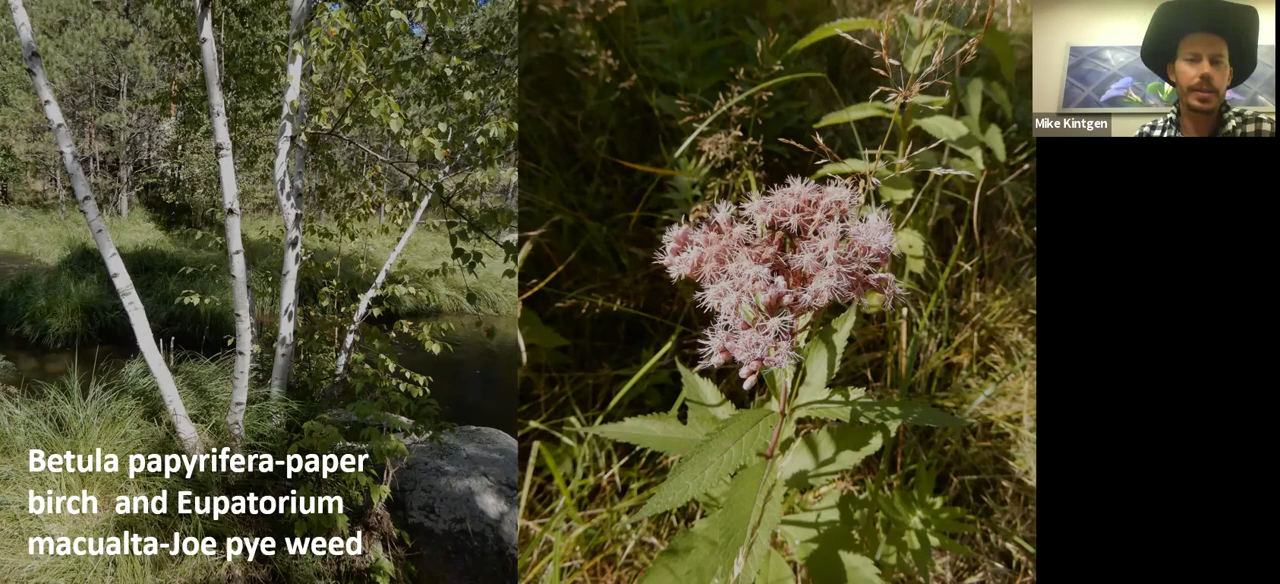 Betula papyrifera-paper
birch and Eupatorium
macualta-Joe pye weed
Mike Kintgen